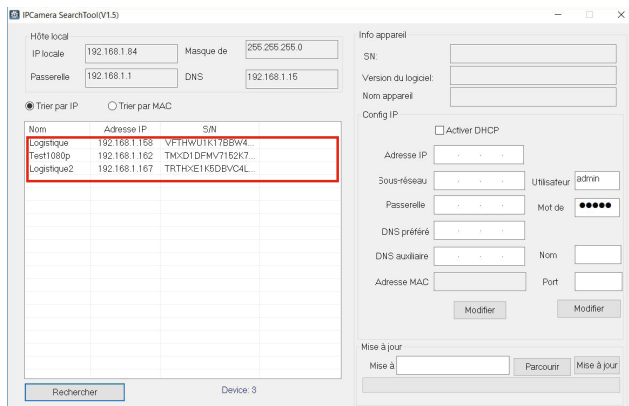 IPCamera SearchTool(V1.5)
Hôte local
IP locale 192.168.1.84 Masque de 255.255.255.0
Passerelle 192.168.1.1 DNS 192.168.1.15
Trier par IP Trier par MAC
Nom Adresse IP S/N
Logistique 192.168.1.158 VFTHWU1K17BBW4...
Test1080p 192.168.1.162 TMXD1DFMV7152K7...
Logistique2 192.168.1.167 TRTHXE1K5DBVC4L...
Rechercher Device: 3
Info appareil
SN:
Version du logiciel:
Nom appareil
Config IP
Activer DHCP
Adresse IP
Sous-réseau Utilisateur admin
Passerelle Mot de
DNS préféré
DNS auxiliaire Nom
Adresse MAC Port
Modifier Modifier
Mise à jour
Mise à Parcourir Mise à jour